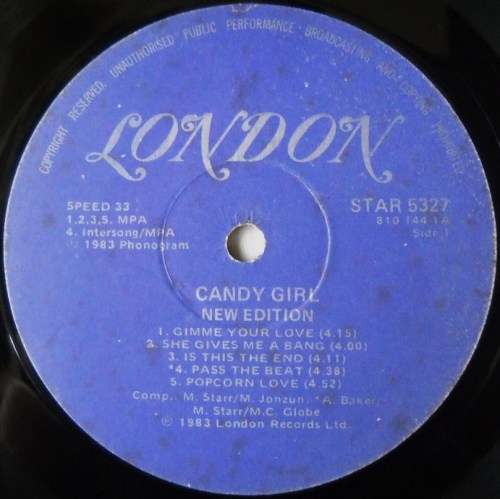 COPYRIGHT RESERVED. UNAUTHORISED PUBLIC PERFORMANCE · BROADCASTING AND COPYING PROHIBITED
LONDON
SPEED 33
1,2,3,5. MPA
4. Intersong/MPA
℗ 1983 Phonogram
STAR 5327
810 144 1A
Side 1
CANDY GIRL
NEW EDITION
1. GIMME YOUR LOVE (4.15)
2. SHE GIVES ME A BANG (4.00)
3. IS THIS THE END (4.11)
*4. PASS THE BEAT (4.38)
5. POPCORN LOVE (4.52)
Comp.. M. Starr/M. Jonzun. *A. Baker/
M. Starr/M.C. Globe
℗ 1983 London Records Ltd.